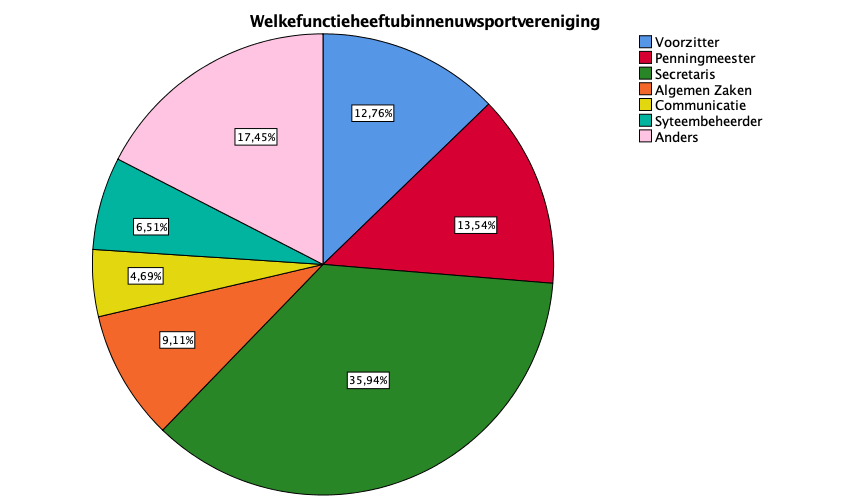 Welkefunctieheeftubinnenuwsportvereniging
Voorzitter
Penningmeester
Secretaris
Algemen Zaken
Communicatie
Syteembeheerder
Anders
12,76%
17,45%
13,54%
6,51%
4,69%
9,11%
35,94%